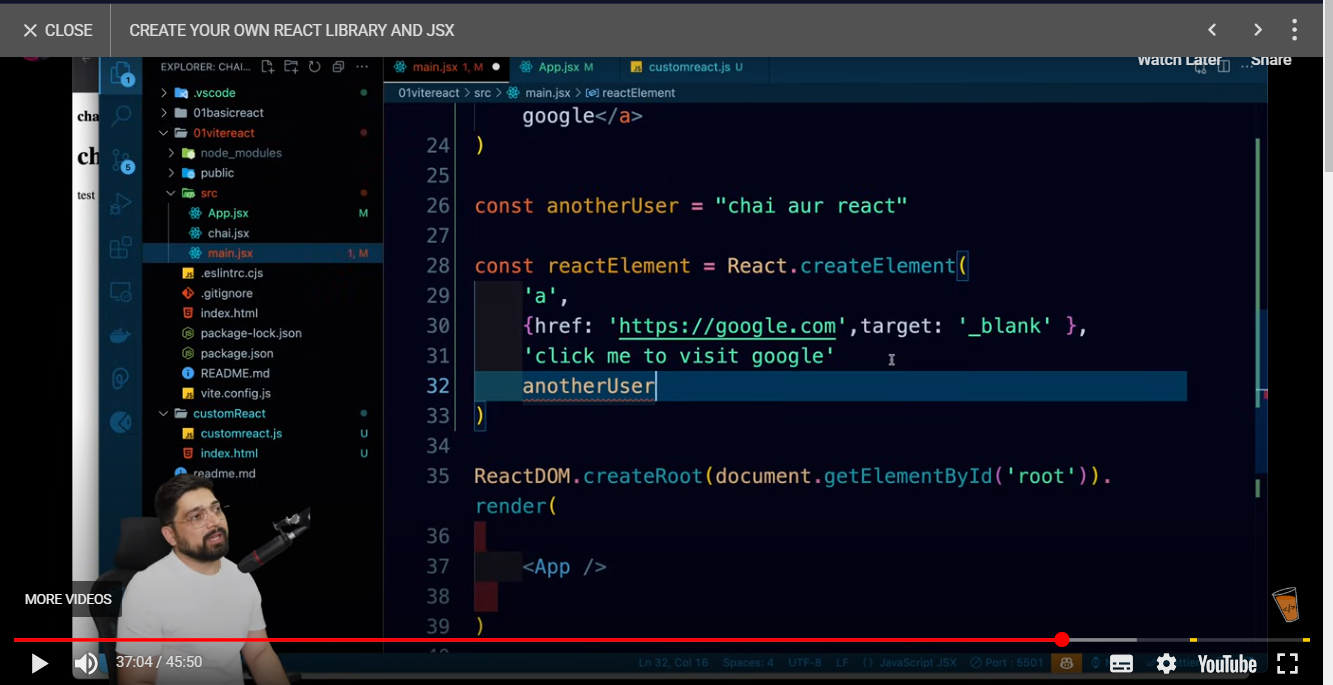 CLOSE
CREATE YOUR OWN REACT LIBRARY AND JSX
Watch Later
Share
EXPLORER: CHAI...
main.jsx 1, M
App.jsx M
customreact.js U
01vitereact > src > main.jsx > reactElement
1
5
cha
ch
test
.vscode
01basicreact
01vitereact
node_modules
public
src
App.jsx M
chai.jsx
main.jsx 1, M
.eslintrc.cjs
.gitignore
index.html
package-lock.json
package.json
README.md
vite.config.js
customReact
customreact.js U
index.html U
readme.md
google</a>
24 )
25
26 const anotherUser = "chai aur react"
27
28 const reactElement = React.createElement(
29 'a',
30 {href: 'https://google.com',target: '_blank' },
31 'click me to visit google'
32 anotherUser
33 )
34
35 ReactDOM.createRoot(document.getElementById('root')).
render(
36
37 <App />
38
39 )
MORE VIDEOS
37:04 / 45:50
Ln 32, Col 16 Spaces: 4 UTF-8 LF {} JavaScript JSX Port : 5501
YouTube